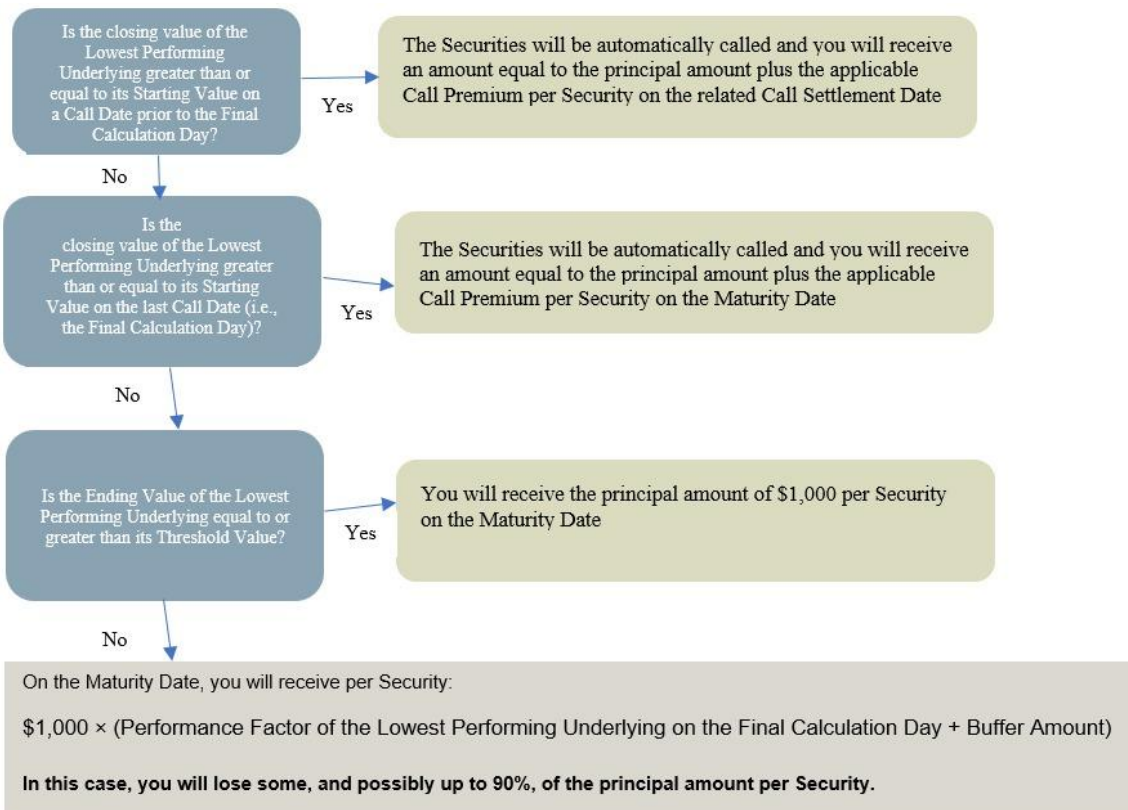 Is the closing value of the
Lowest Performing
Underlying greater than or
equal to its Starting Value on
a Call Date prior to the Final
Calculation Day?
Yes
The Securities will be automatically called and you will receive
an amount equal to the principal amount plus the applicable
Call Premium per Security on the related Call Settlement Date
No
Is the
closing value of the Lowest
Performing Underlying greater
than or equal to its Starting
Value on the last Call Date (i.e.,
the Final Calculation Day)?
Yes
The Securities will be automatically called and you will receive
an amount equal to the principal amount plus the applicable
Call Premium per Security on the Maturity Date
No
Is the Ending Value of the Lowest
Performing Underlying equal to or
greater than its Threshold Value?
Yes
You will receive the principal amount of $1,000 per Security
on the Maturity Date
No
On the Maturity Date, you will receive per Security:
$1,000 × (Performance Factor of the Lowest Performing Underlying on the Final Calculation Day + Buffer Amount)
In this case, you will lose some, and possibly up to 90%, of the principal amount per Security.